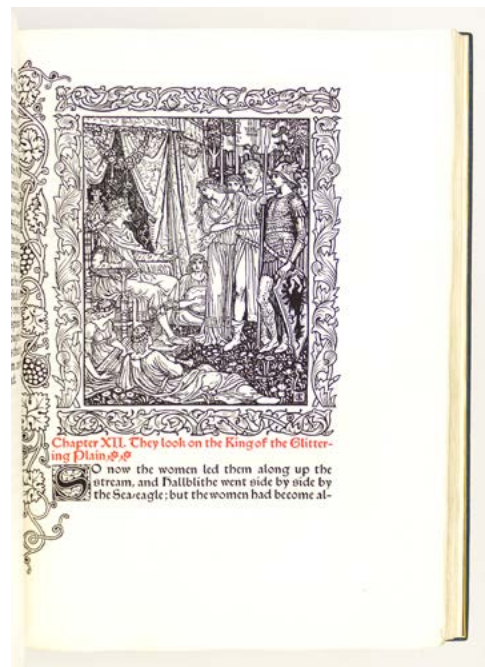 Chapter XII. They look on the King of the Glitter-
ing Plain
SO now the women led them along up the
stream, and Hallblithe went side by side by
the Sea-eagle; but the women had become al-